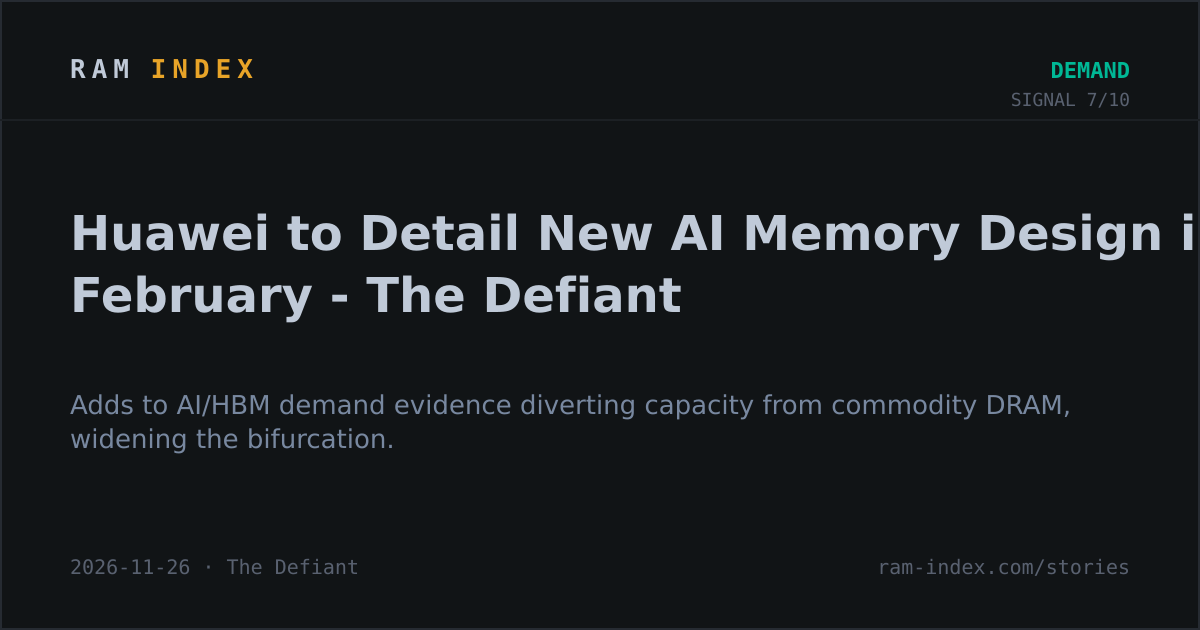 RAM INDEX
DEMAND
SIGNAL 7/10
Huawei to Detail New AI Memory Design i
February - The Defiant
Adds to AI/HBM demand evidence diverting capacity from commodity DRAM,
widening the bifurcation.
2026-11-26 · The Defiant
ram-index.com/stories